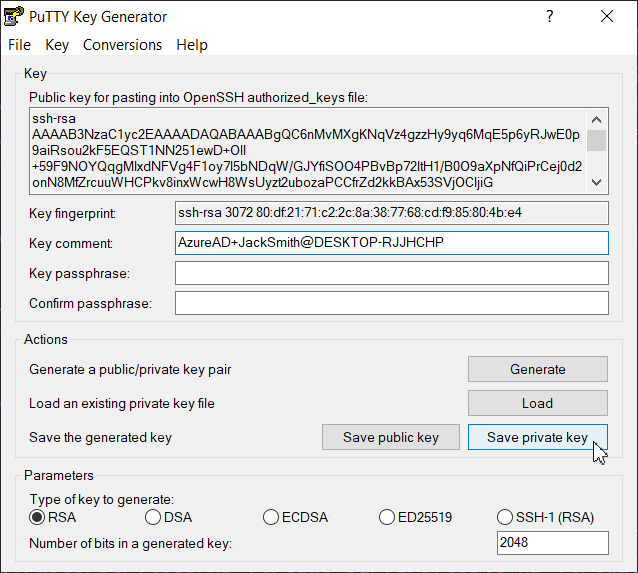 PuTTY Key Generator
File Key Conversions Help
Key
Public key for pasting into OpenSSH authorized_keys file:
ssh-rsa
AAAAB3NzaC1yc2EAAAADAQABAAABgQC6nMvMXgKNqVz4gzzHy9yq6MqE5p6yRJwE0p
9aiRsou2kF5EQST1NN251ewD+OlI
+59F9NOYQqgMlxdNFVg4F1oy7l5bNDqW/GJYfiSOO4PBvBp72ltH1/B0O9aXpNfQiPrCej0d2
onN8MfZrcuuWHCPkv8inxWcwH8WsUyzt2ubozaPCCfrZd2kkBAx53SVjOCljiG
Key fingerprint: ssh-rsa 3072 80:df:21:71:c2:2c:8a:38:77:68:cd:f9:85:80:4b:e4
Key comment: AzureAD+JackSmith@DESKTOP-RJJHCHP
Key passphrase:
Confirm passphrase:
Actions
Generate a public/private key pair Generate
Load an existing private key file Load
Save the generated key Save public key Save private key
Parameters
Type of key to generate:
RSA DSA ECDSA ED25519 SSH-1 (RSA)
Number of bits in a generated key: 2048